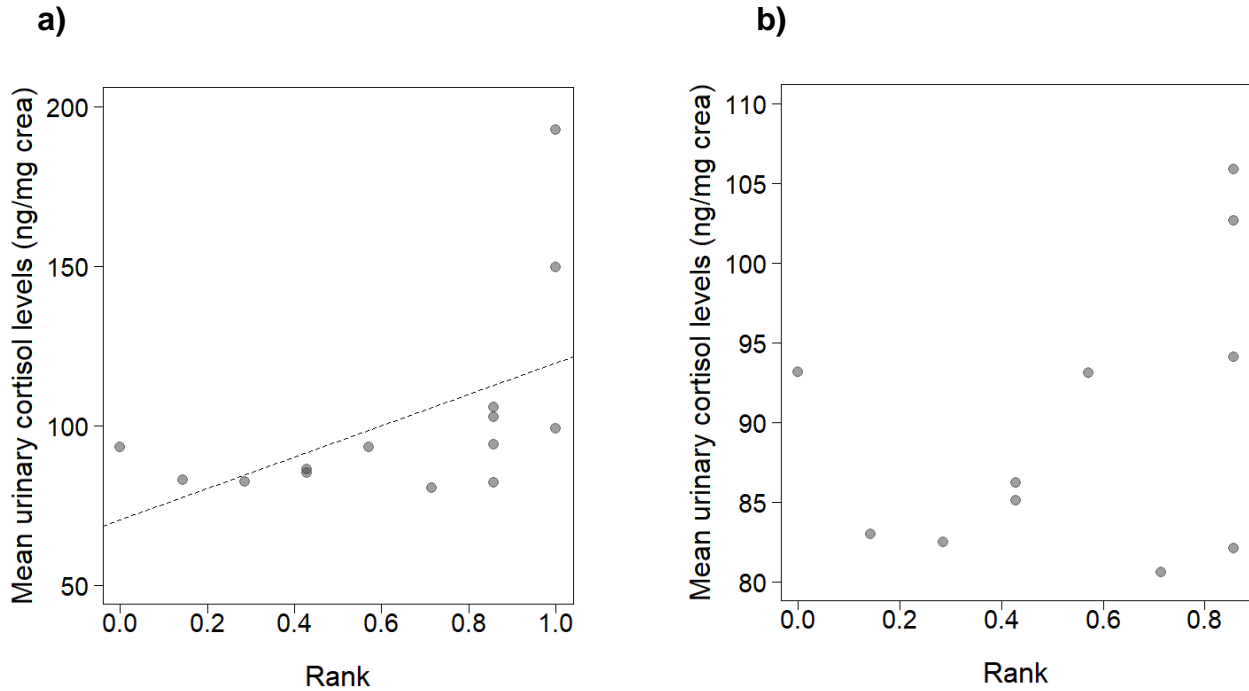 a)
b)
Mean urinary cortisol levels (ng/mg crea)
200
150
100
50
0.0 0.2 0.4 0.6 0.8 1.0
Rank
Mean urinary cortisol levels (ng/mg crea)
110
105
100
95
90
85
80
0.0 0.2 0.4 0.6 0.8
Rank